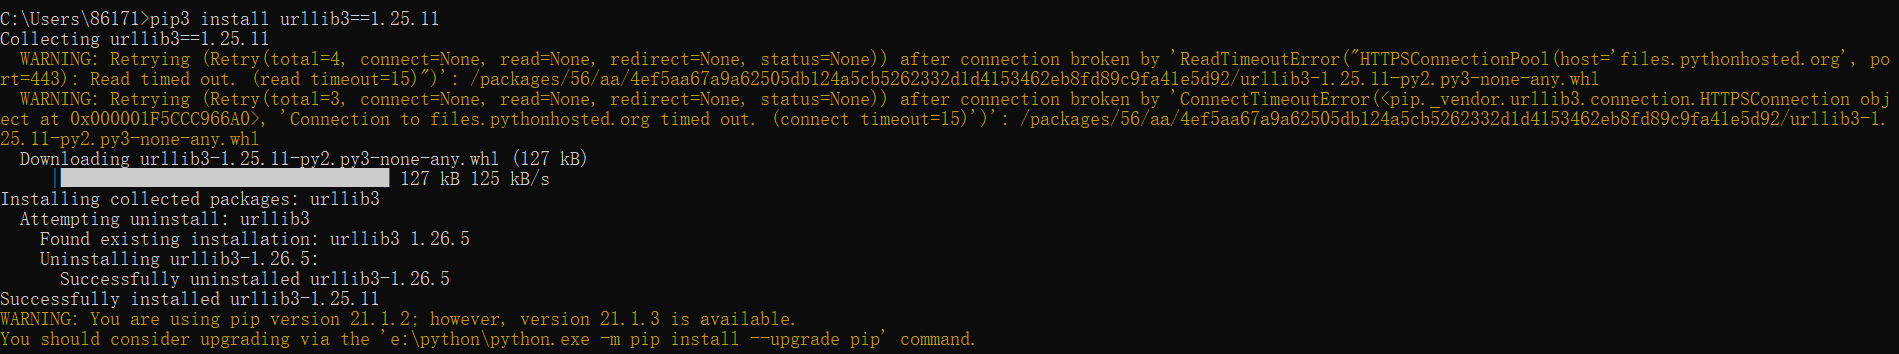 C:\Users\86171>pip3 install urllib3==1.25.11
Collecting urllib3==1.25.11
  WARNING: Retrying (Retry(total=4, connect=None, read=None, redirect=None, status=None)) after connection broken by 'ReadTimeoutError("HTTPSConnectionPool(host='files.pythonhosted.org', po
rt=443): Read timed out. (read timeout=15)")': /packages/56/aa/4ef5aa67a9a62505db124a5cb5262332d1d4153462eb8fd89c9fa41e5d92/urllib3-1.25.11-py2.py3-none-any.whl
  WARNING: Retrying (Retry(total=3, connect=None, read=None, redirect=None, status=None)) after connection broken by 'ConnectTimeoutError(<pip._vendor.urllib3.connection.HTTPSConnection obj
ect at 0x000001F5CCC966A0>, 'Connection to files.pythonhosted.org timed out. (connect timeout=15)')': /packages/56/aa/4ef5aa67a9a62505db124a5cb5262332d1d4153462eb8fd89c9fa41e5d92/urllib3-1.
25.11-py2.py3-none-any.whl
  Downloading urllib3-1.25.11-py2.py3-none-any.whl (127 kB)
     | 127 kB 125 kB/s
Installing collected packages: urllib3
  Attempting uninstall: urllib3
    Found existing installation: urllib3 1.26.5
    Uninstalling urllib3-1.26.5:
      Successfully uninstalled urllib3-1.26.5
Successfully installed urllib3-1.25.11
WARNING: You are using pip version 21.1.2; however, version 21.1.3 is available.
You should consider upgrading via the 'e:\python\python.exe -m pip install --upgrade pip' command.